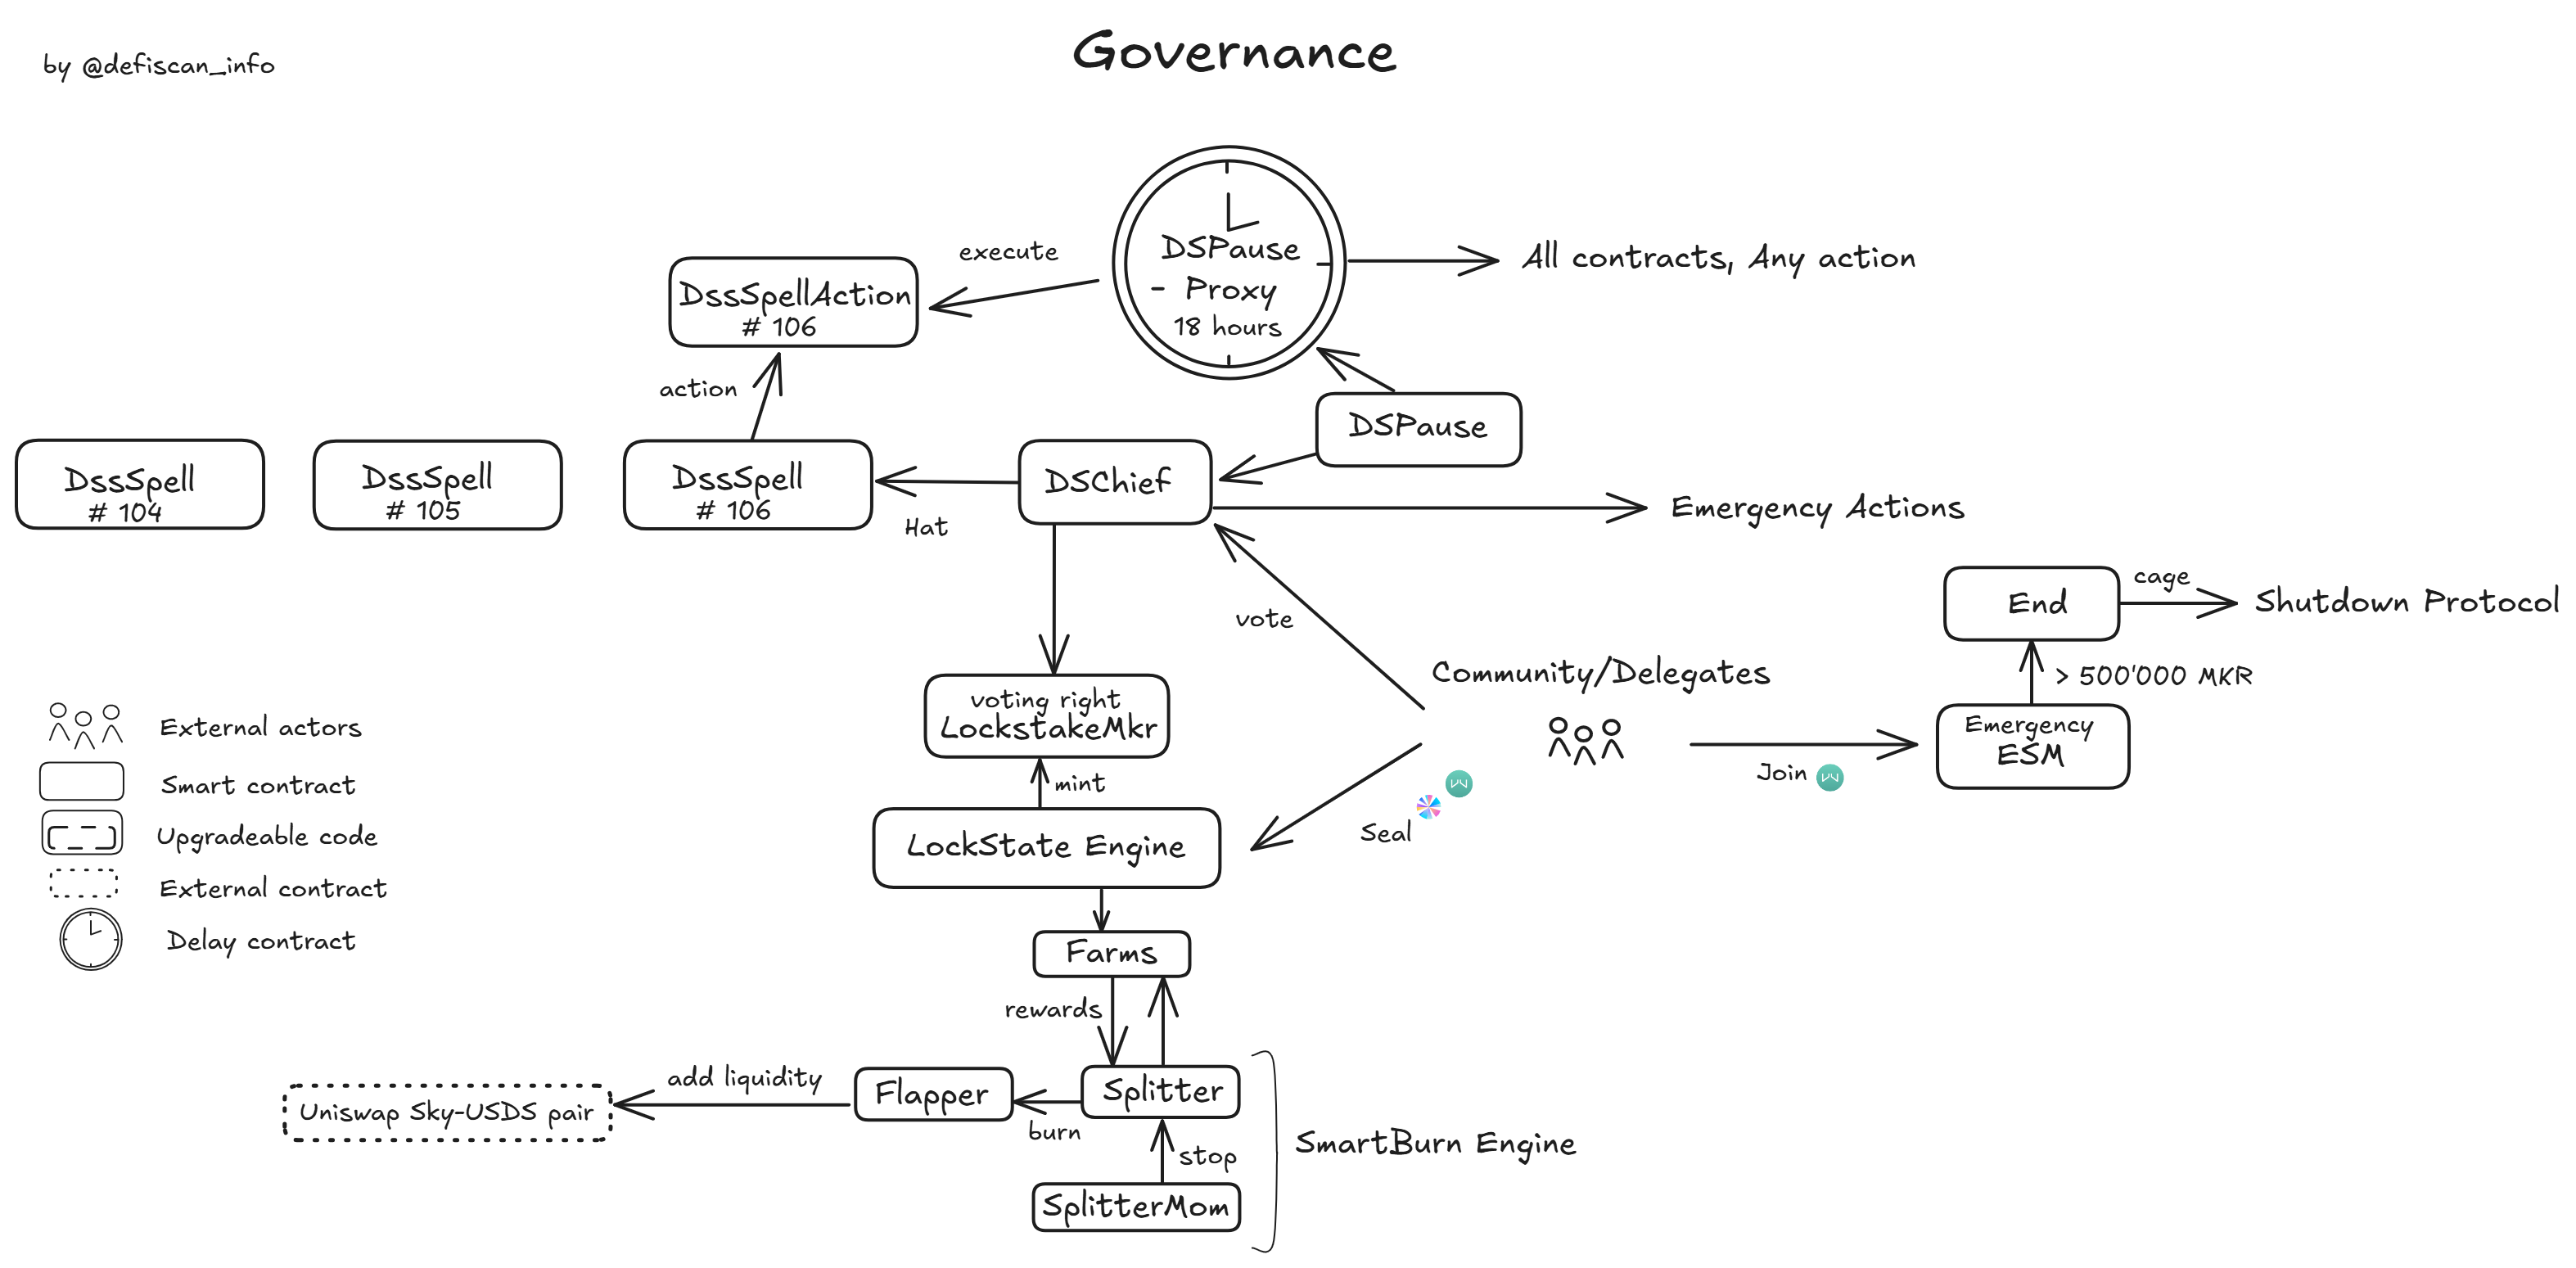 by @defiscan_info
Governance
DSPause
- Proxy
18 hours
execute
All contracts, Any action
DssSpellAction
# 106
action
DSPause
DssSpell
# 104
DssSpell
# 105
DssSpell
# 106
Hat
DSChief
Emergency Actions
vote
End
cage
Shutdown Protocol
> 500'000 MKR
Community/Delegates
Emergency
ESM
Join
Seal
voting right
LockstakeMkr
mint
LockState Engine
External actors
Smart contract
Upgradeable code
External contract
Delay contract
Farms
rewards
add liquidity
Uniswap Sky-USDS pair
Flapper
burn
Splitter
stop
SplitterMom
SmartBurn Engine